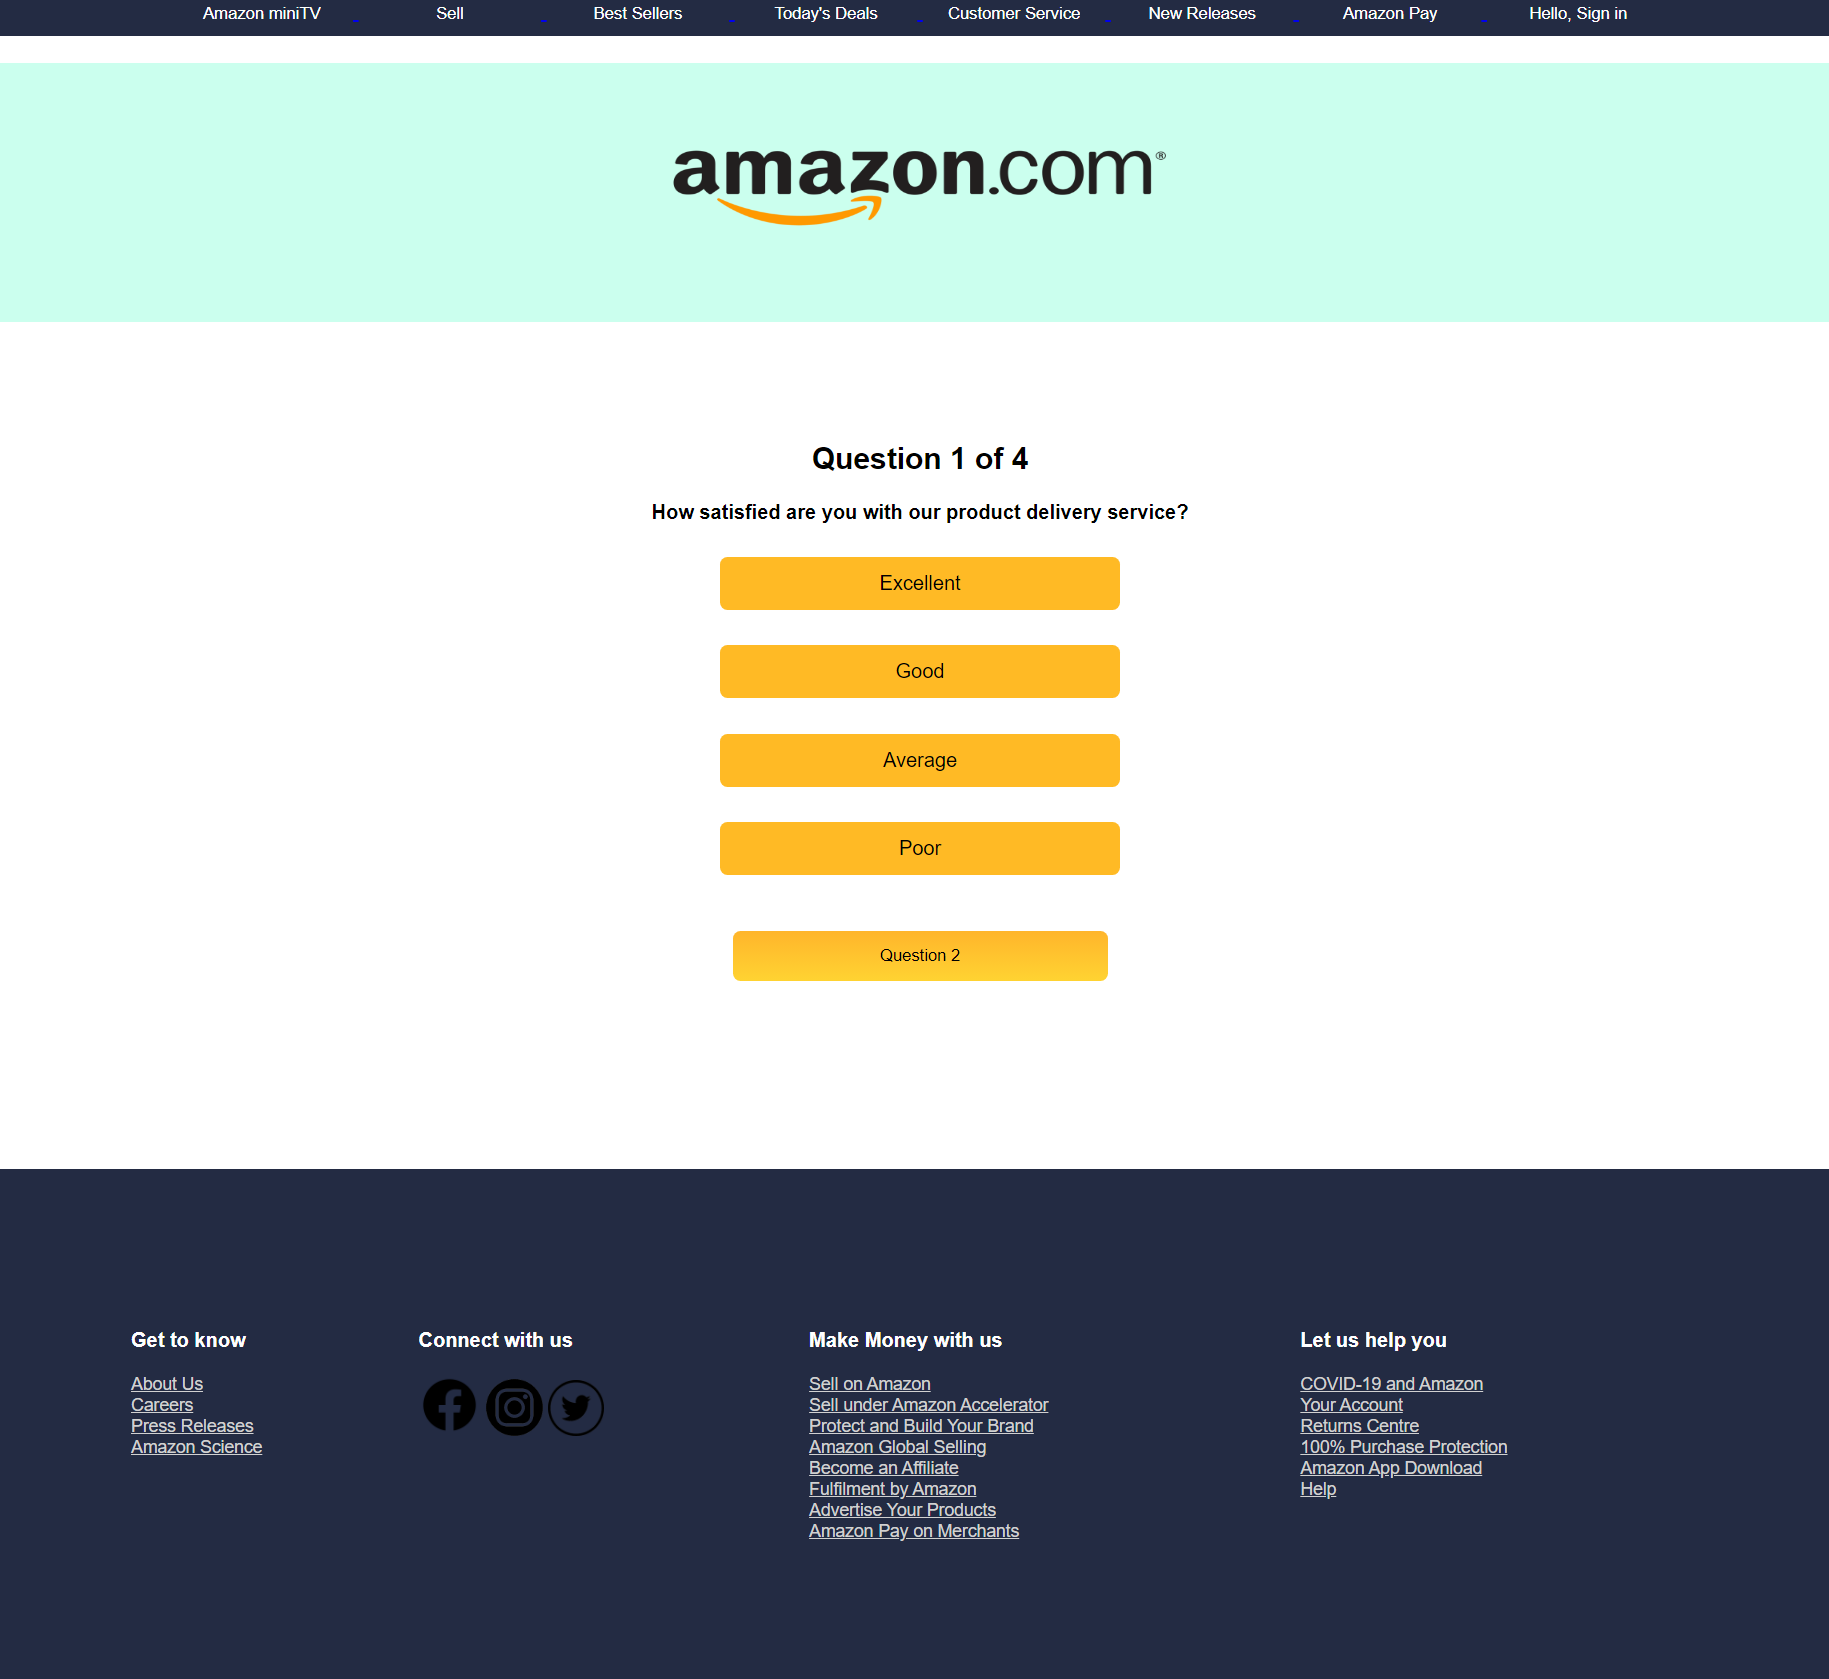 Amazon miniTV Sell Best Sellers Today's Deals Customer Service New Releases Amazon Pay Hello, Sign in
amazon.com®
Question 1 of 4
How satisfied are you with our product delivery service?
Excellent
Good
Average
Poor
Question 2
Get to know
About Us
Careers
Press Releases
Amazon Science
Connect with us
Make Money with us
Sell on Amazon
Sell under Amazon Accelerator
Protect and Build Your Brand
Amazon Global Selling
Become an Affiliate
Fulfilment by Amazon
Advertise Your Products
Amazon Pay on Merchants
Let us help you
COVID-19 and Amazon
Your Account
Returns Centre
100% Purchase Protection
Amazon App Download
Help